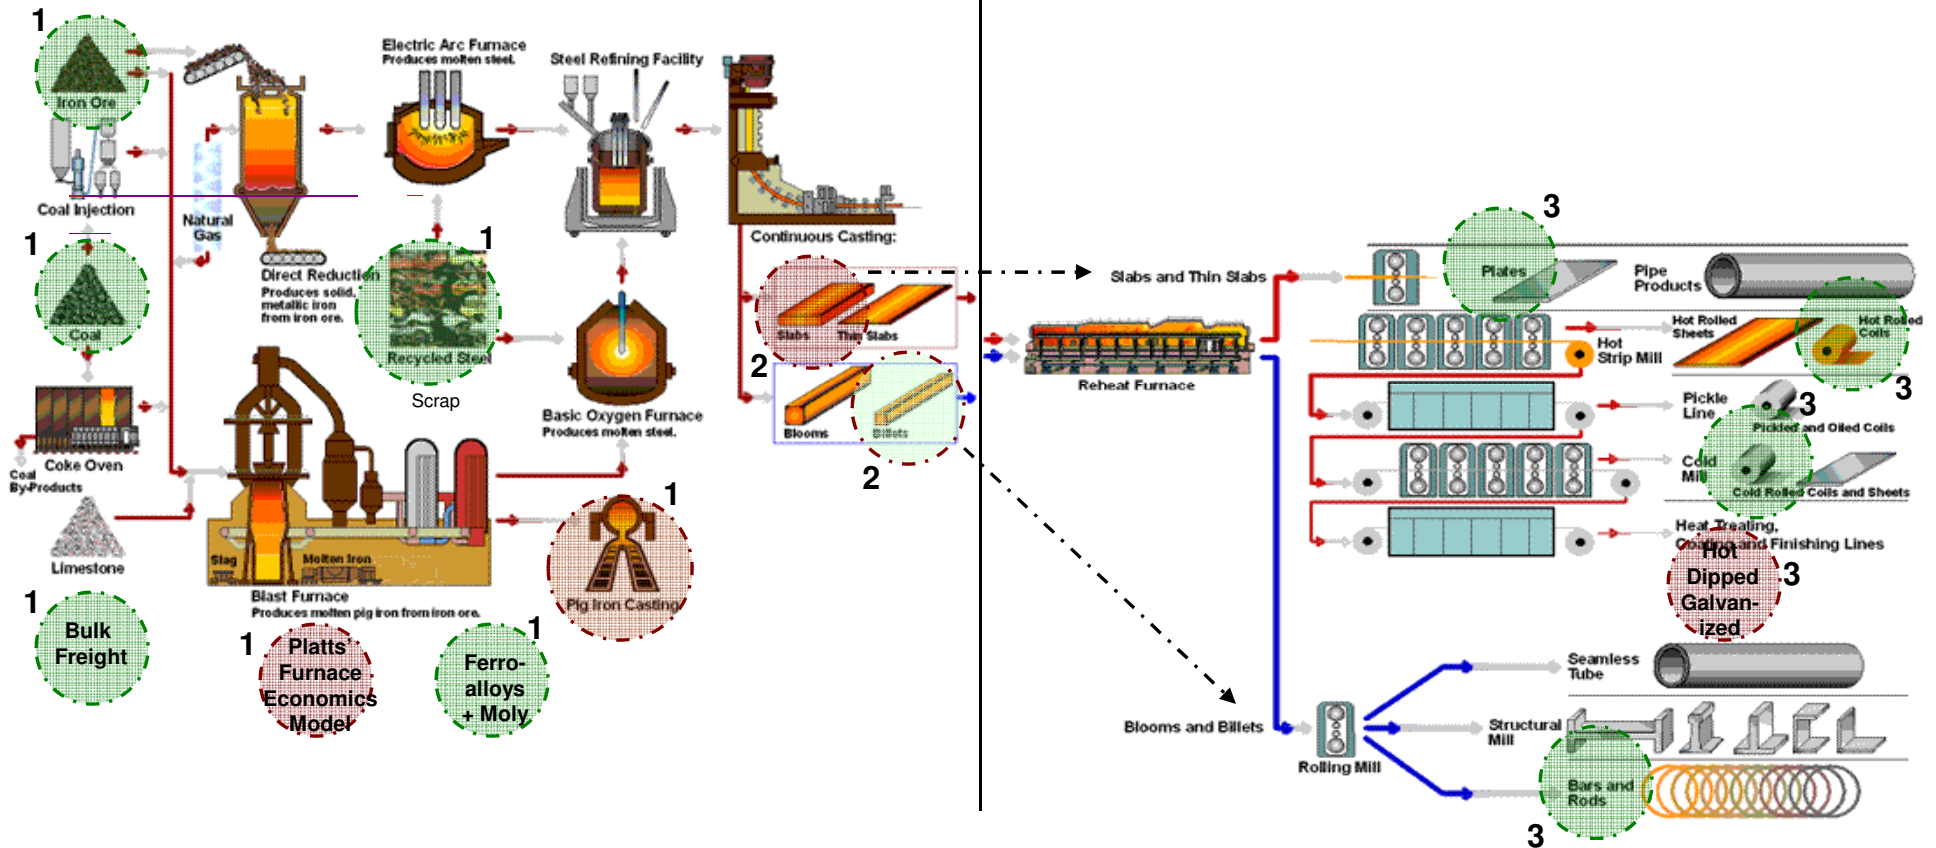 1
Iron Ore
Coal Injection
1
Coal
Coke Oven
Coal
By-Products
Limestone
1
Bulk
Freight
Natural
Gas
Direct Reduction
Produces solid,
metallic iron
from iron ore.
Electric Arc Furnace
Produces molten steel.
1
Recycled Steel
Scrap
Steel Refining Facility
Basic Oxygen Furnace
Produces molten steel.
Slag
Molten Iron
Blast Furnace
Produces molten pig iron from iron ore.
1
Pig Iron Casting
1
Platts
Furnace
Economics
Model
1
Ferro-
alloys
+ Moly
Continuous Casting:
Slabs
Thin Slabs
2
Blooms
Billets
2
Slabs and Thin Slabs
Reheat Furnace
Blooms and Billets
Rolling Mill
3
Plates
Pipe
Products
Hot
Strip Mill
Hot Rolled
Sheets
Hot Rolled
Coils
3
Pickle
Line
3
Pickled and Oiled Coils
Cold
Mill
Cold Rolled Coils and Sheets
Heat Treating,
Coating and Finishing Lines
Hot
Dipped
Galvan-
ized
3
Seamless
Tube
Structural
Mill
Bars and
Rods
3